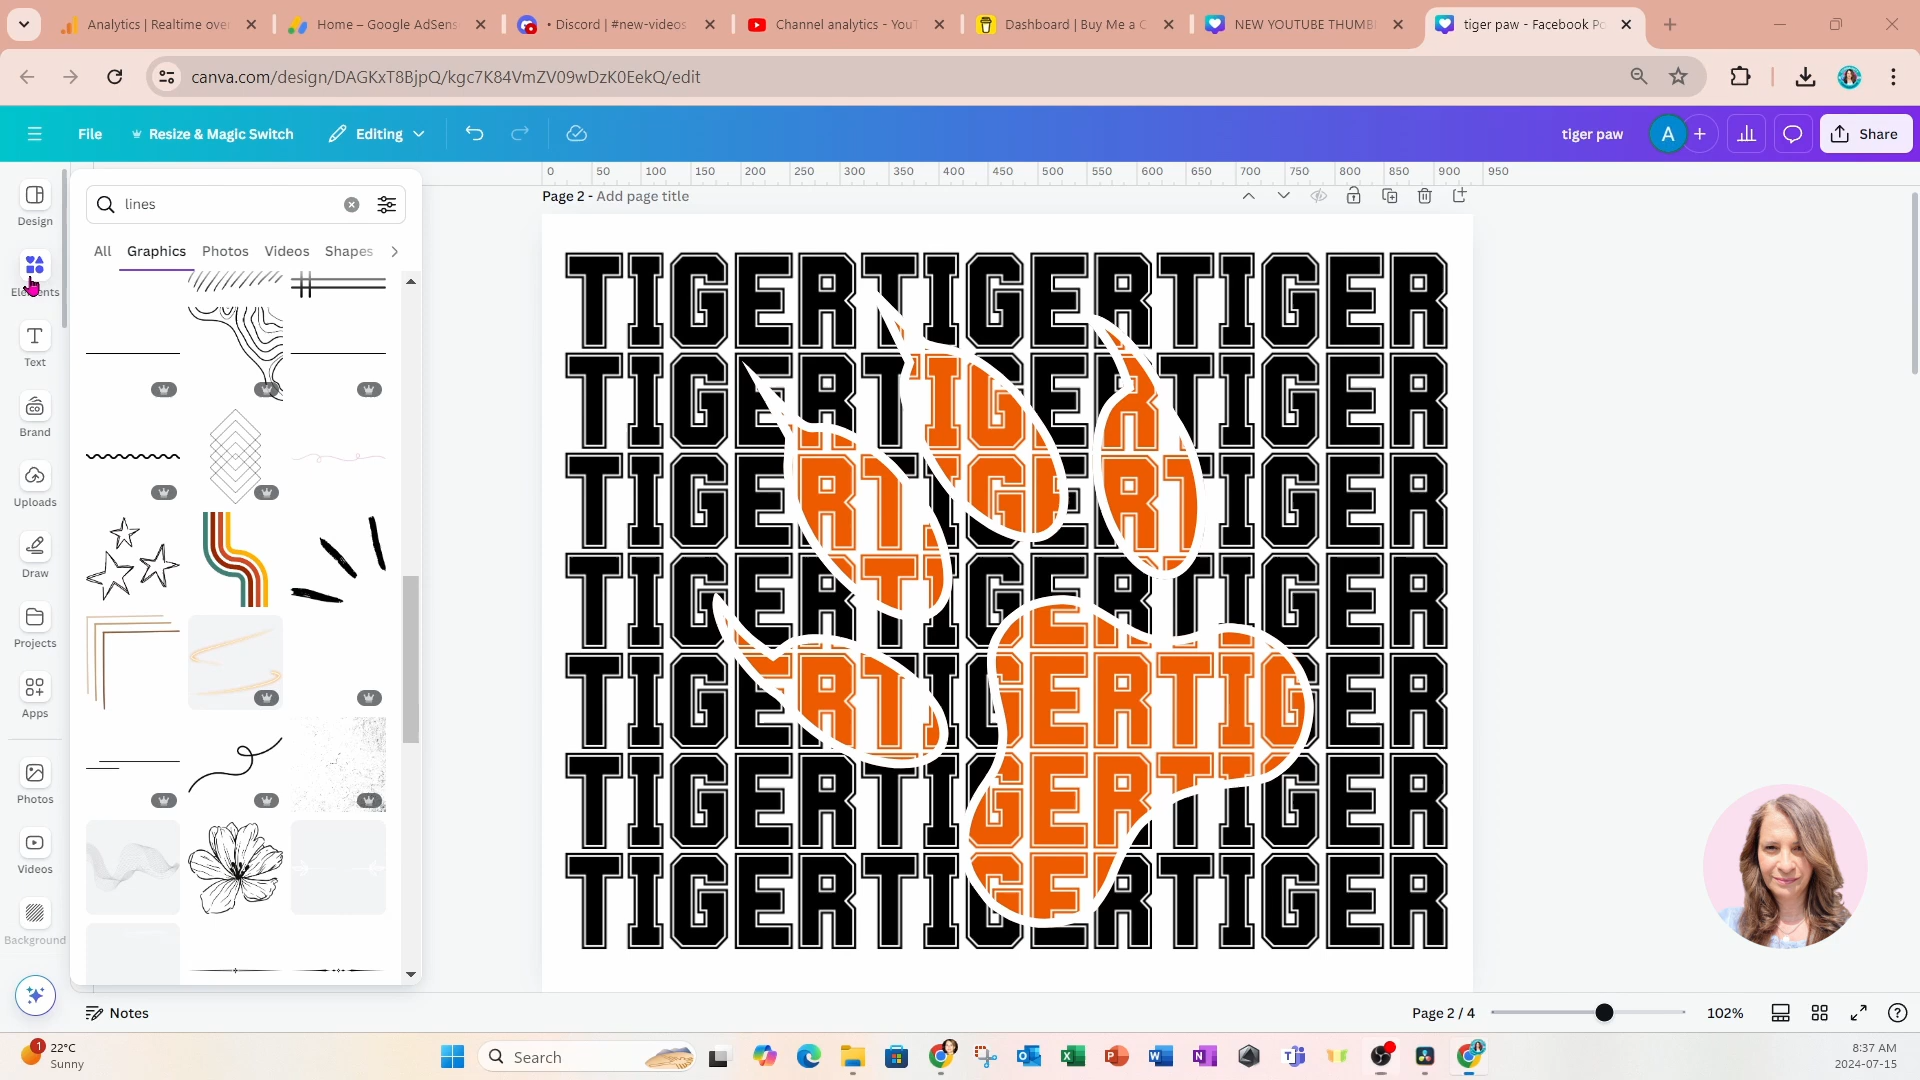 Analytics | Realtime over
Home – Google AdSens
• Discord | #new-videos
Channel analytics - YouT
Dashboard | Buy Me a C
NEW YOUTUBE THUMB
tiger paw - Facebook Po
canva.com/design/DAGKxT8BjpQ/kgc7K84VmZV09wDzK0EekQ/edit
File
Resize & Magic Switch
Editing
tiger paw
A
Share
Design
Elements
Text
Brand
Uploads
Draw
Projects
Apps
Photos
Videos
Background
lines
All
Graphics
Photos
Videos
Shapes
0 50 100 150 200 250 300 350 400 450 500 550 600 650 700 750 800 850 900 950
Page 2 - Add page title
TIGERTIGERTIGER
TIGERTIGERTIGER
TIGERTIGERTIGER
TIGERTIGERTIGER
TIGERTIGERTIGER
TIGERTIGERTIGER
TIGERTIGERTIGER
Notes
Page 2 / 4
102%
1
22°C
Sunny
Search
8:37 AM
2024-07-15